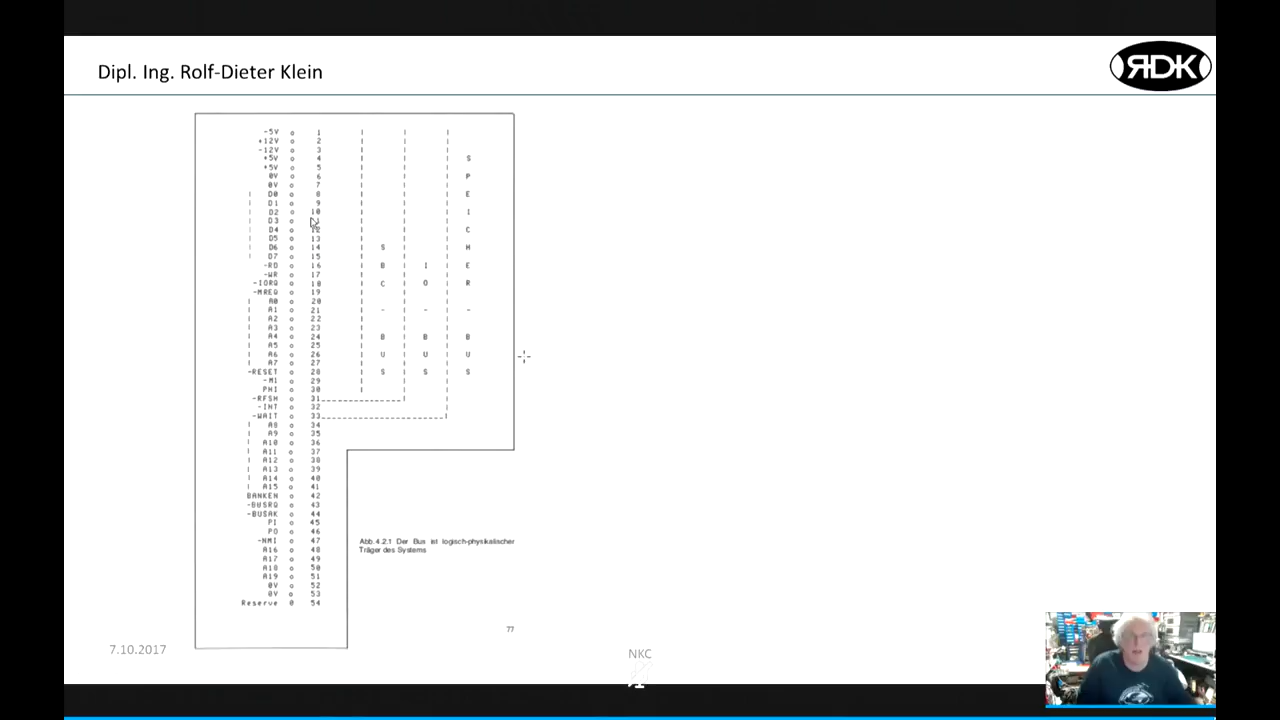 Dipl. Ing. Rolf-Dieter Klein
RDK
-5V o 1
+12V o 2
-12V o 3
+5V o 4
+5V o 5
0V o 6
0V o 7
D0 o 8
D1 o 9
D2 o 10
D3 o 11
D4 o 12
D5 o 13
D6 o 14
D7 o 15
-RD o 16
-WR o 17
-IORQ o 18
-MREQ o 19
A0 o 20
A1 o 21
A2 o 22
A3 o 23
A4 o 24
A5 o 25
A6 o 26
A7 o 27
-RESET o 28
-M1 o 29
PHI o 30
-RFSH o 31
-INT o 32
-WAIT o 33
A8 o 34
A9 o 35
A10 o 36
A11 o 37
A12 o 38
A13 o 39
A14 o 40
A15 o 41
BANKEN o 42
-BUSRQ o 43
-BUSAK o 44
PI o 45
PO o 46
-NMI o 47
A16 o 48
A17 o 49
A18 o 50
A19 o 51
0V o 52
0V o 53
Reserve 0 54
SBC-BUS
IO-BUS
SPEICHER-BUS
Abb.4.2.1 Der Bus ist logisch-physikalischer
Träger des Systems
77
7.10.2017
NKC